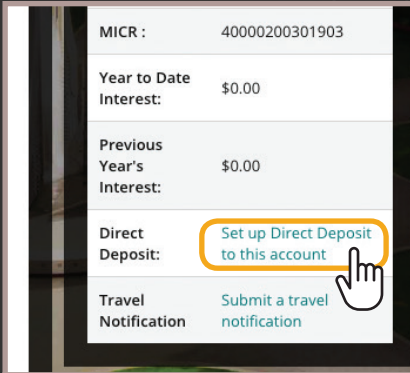 MICR : 40000200301903
Year to Date
Interest: $0.00
Previous
Year's
Interest: $0.00
Direct
Deposit:
Set up Direct Deposit
to this account
Travel
Notification
Submit a travel
notification